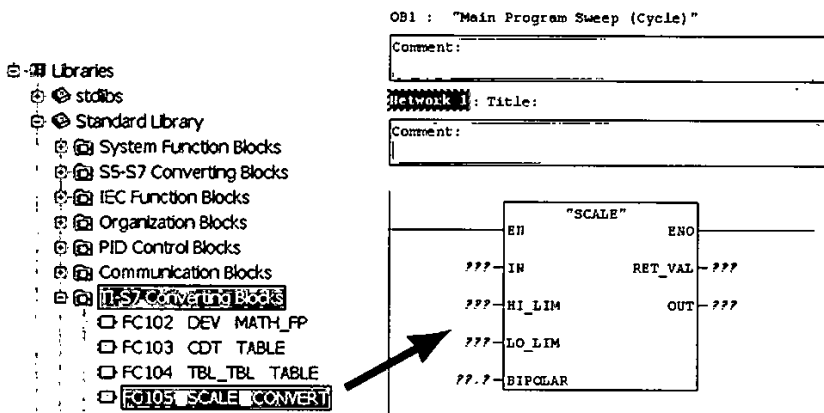 Libraries
stdlibs
Standard Library
System Function Blocks
S5-S7 Converting Blocks
IEC Function Blocks
Organization Blocks
PID Control Blocks
Communication Blocks
TI-S7 Converting Blocks
FC102 DEV MATH_FP
FC103 CDT TABLE
FC104 TBL_TBL TABLE
FC105 SCALE CONVERT
OB1 : "Main Program Sweep (Cycle)"
Comment:
Network 1: Title:
Comment:
"SCALE"
EN ENO
???-IN RET_VAL-???
???-HI_LIM OUT-???
???-LO_LIM
??.?-BIPOLAR